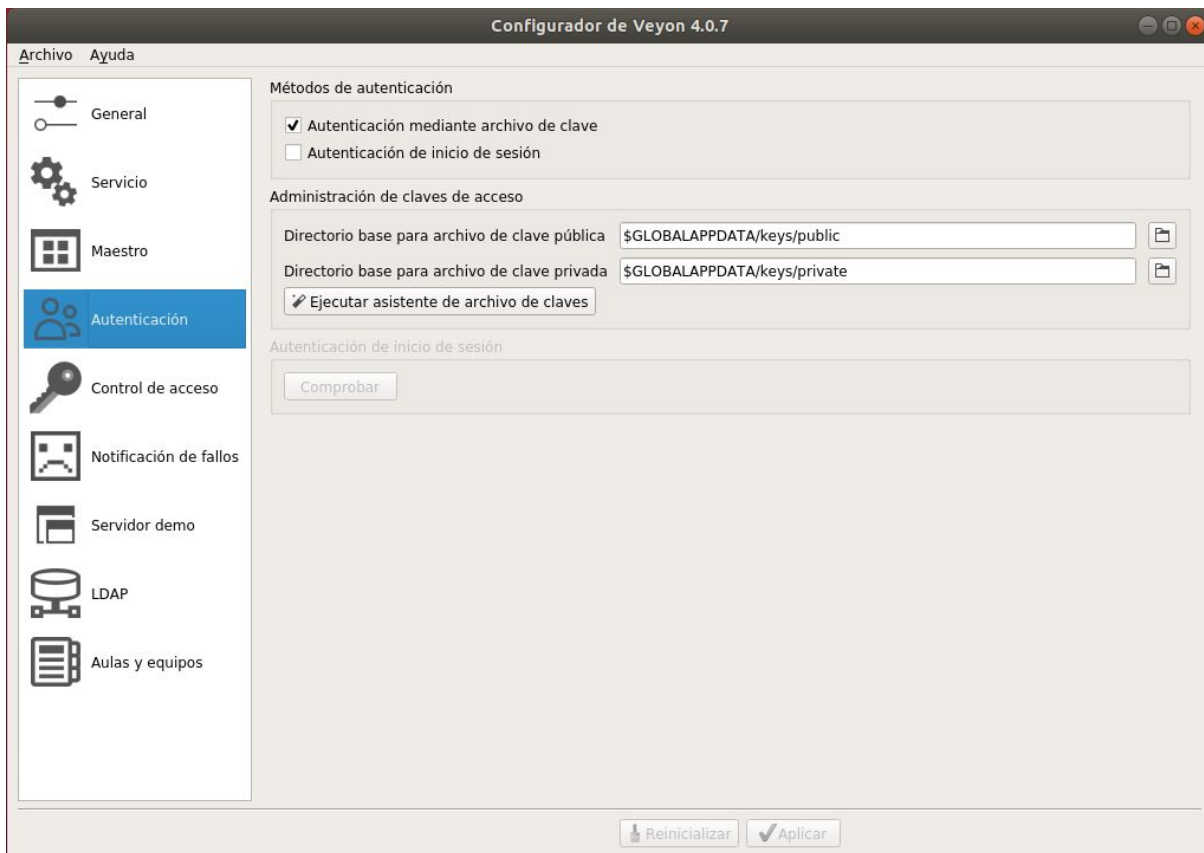 Configurador de Veyon 4.0.7
Archivo Ayuda
General
Servicio
Maestro
Autenticación
Control de acceso
Notificación de fallos
Servidor demo
LDAP
Aulas y equipos
Métodos de autenticación
Autenticación mediante archivo de clave
Autenticación de inicio de sesión
Administración de claves de acceso
Directorio base para archivo de clave pública $GLOBALAPPDATA/keys/public
Directorio base para archivo de clave privada $GLOBALAPPDATA/keys/private
Ejecutar asistente de archivo de claves
Autenticación de inicio de sesión
Comprobar
Reinicializar Aplicar